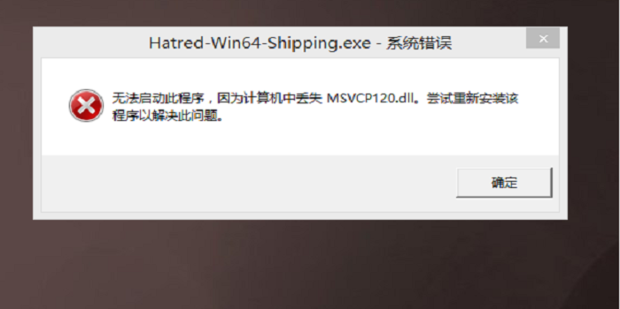 Hatred-Win64-Shipping.exe - 系统错误
无法启动此程序，因为计算机中丢失 MSVCP120.dll。尝试重新安装该
程序以解决此问题。
确定